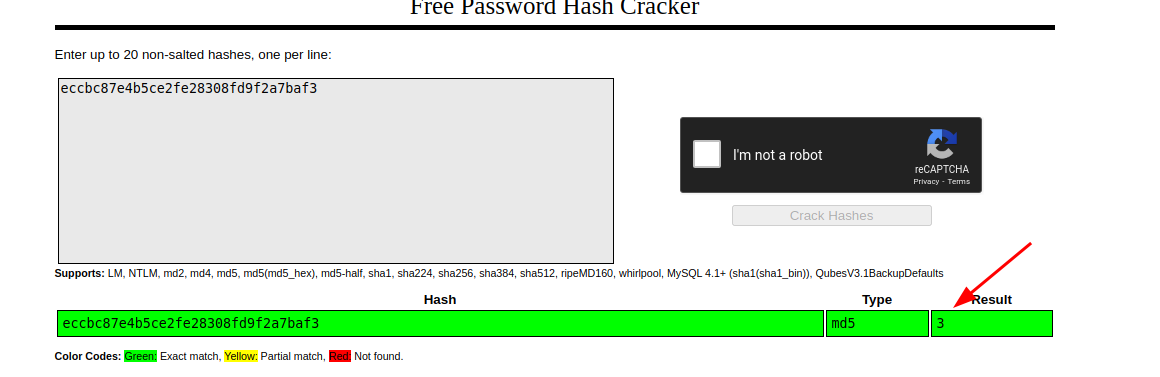 Free Password Hash Cracker
Enter up to 20 non-salted hashes, one per line:
eccbc87e4b5ce2fe28308fd9f2a7baf3
I'm not a robot
reCAPTCHA
Privacy - Terms
Crack Hashes
Supports: LM, NTLM, md2, md4, md5, md5(md5_hex), md5-half, sha1, sha224, sha256, sha384, sha512, ripeMD160, whirlpool, MySQL 4.1+ (sha1(sha1_bin)), QubesV3.1BackupDefaults
Hash Type Result
eccbc87e4b5ce2fe28308fd9f2a7baf3 md5 3
Color Codes: Green: Exact match, Yellow: Partial match, Red: Not found.